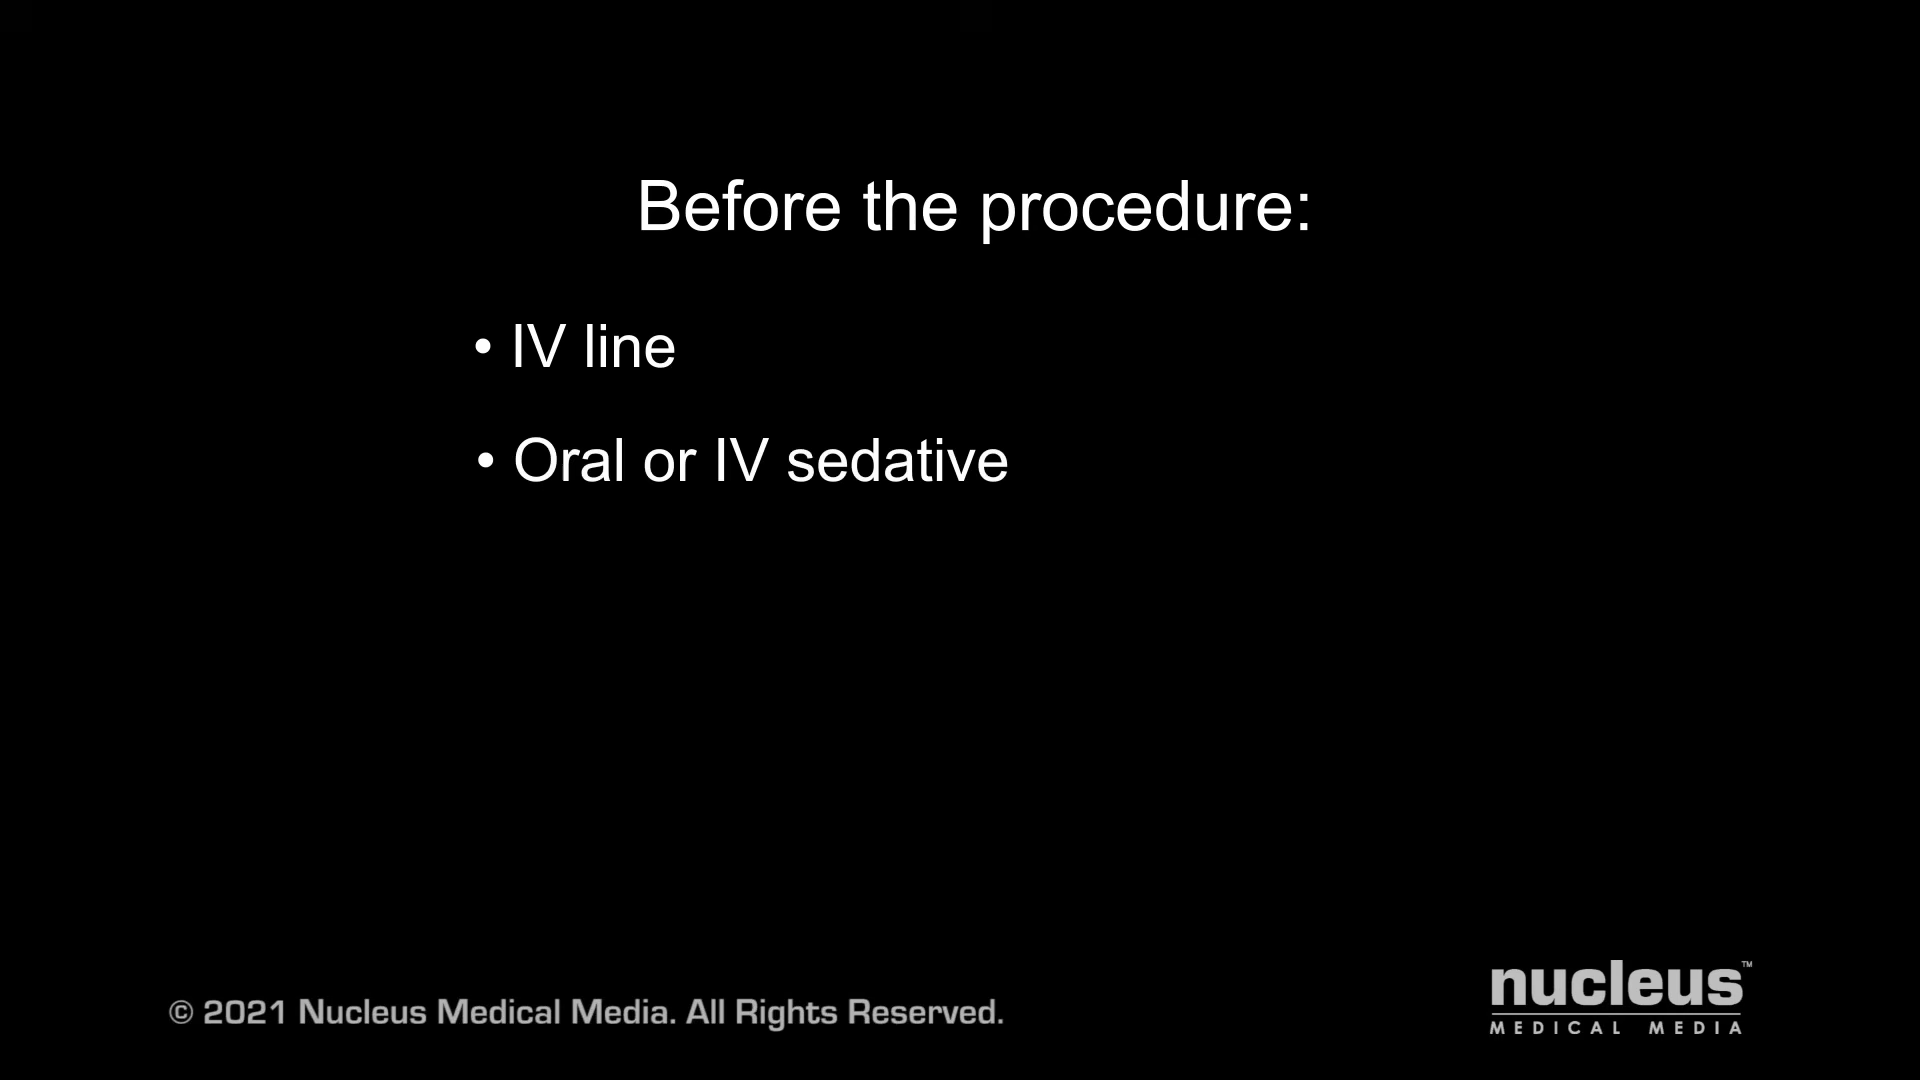 Before the procedure:
• IV line
• Oral or IV sedative
© 2021 Nucleus Medical Media. All Rights Reserved.
nucleus™
MEDICAL MEDIA